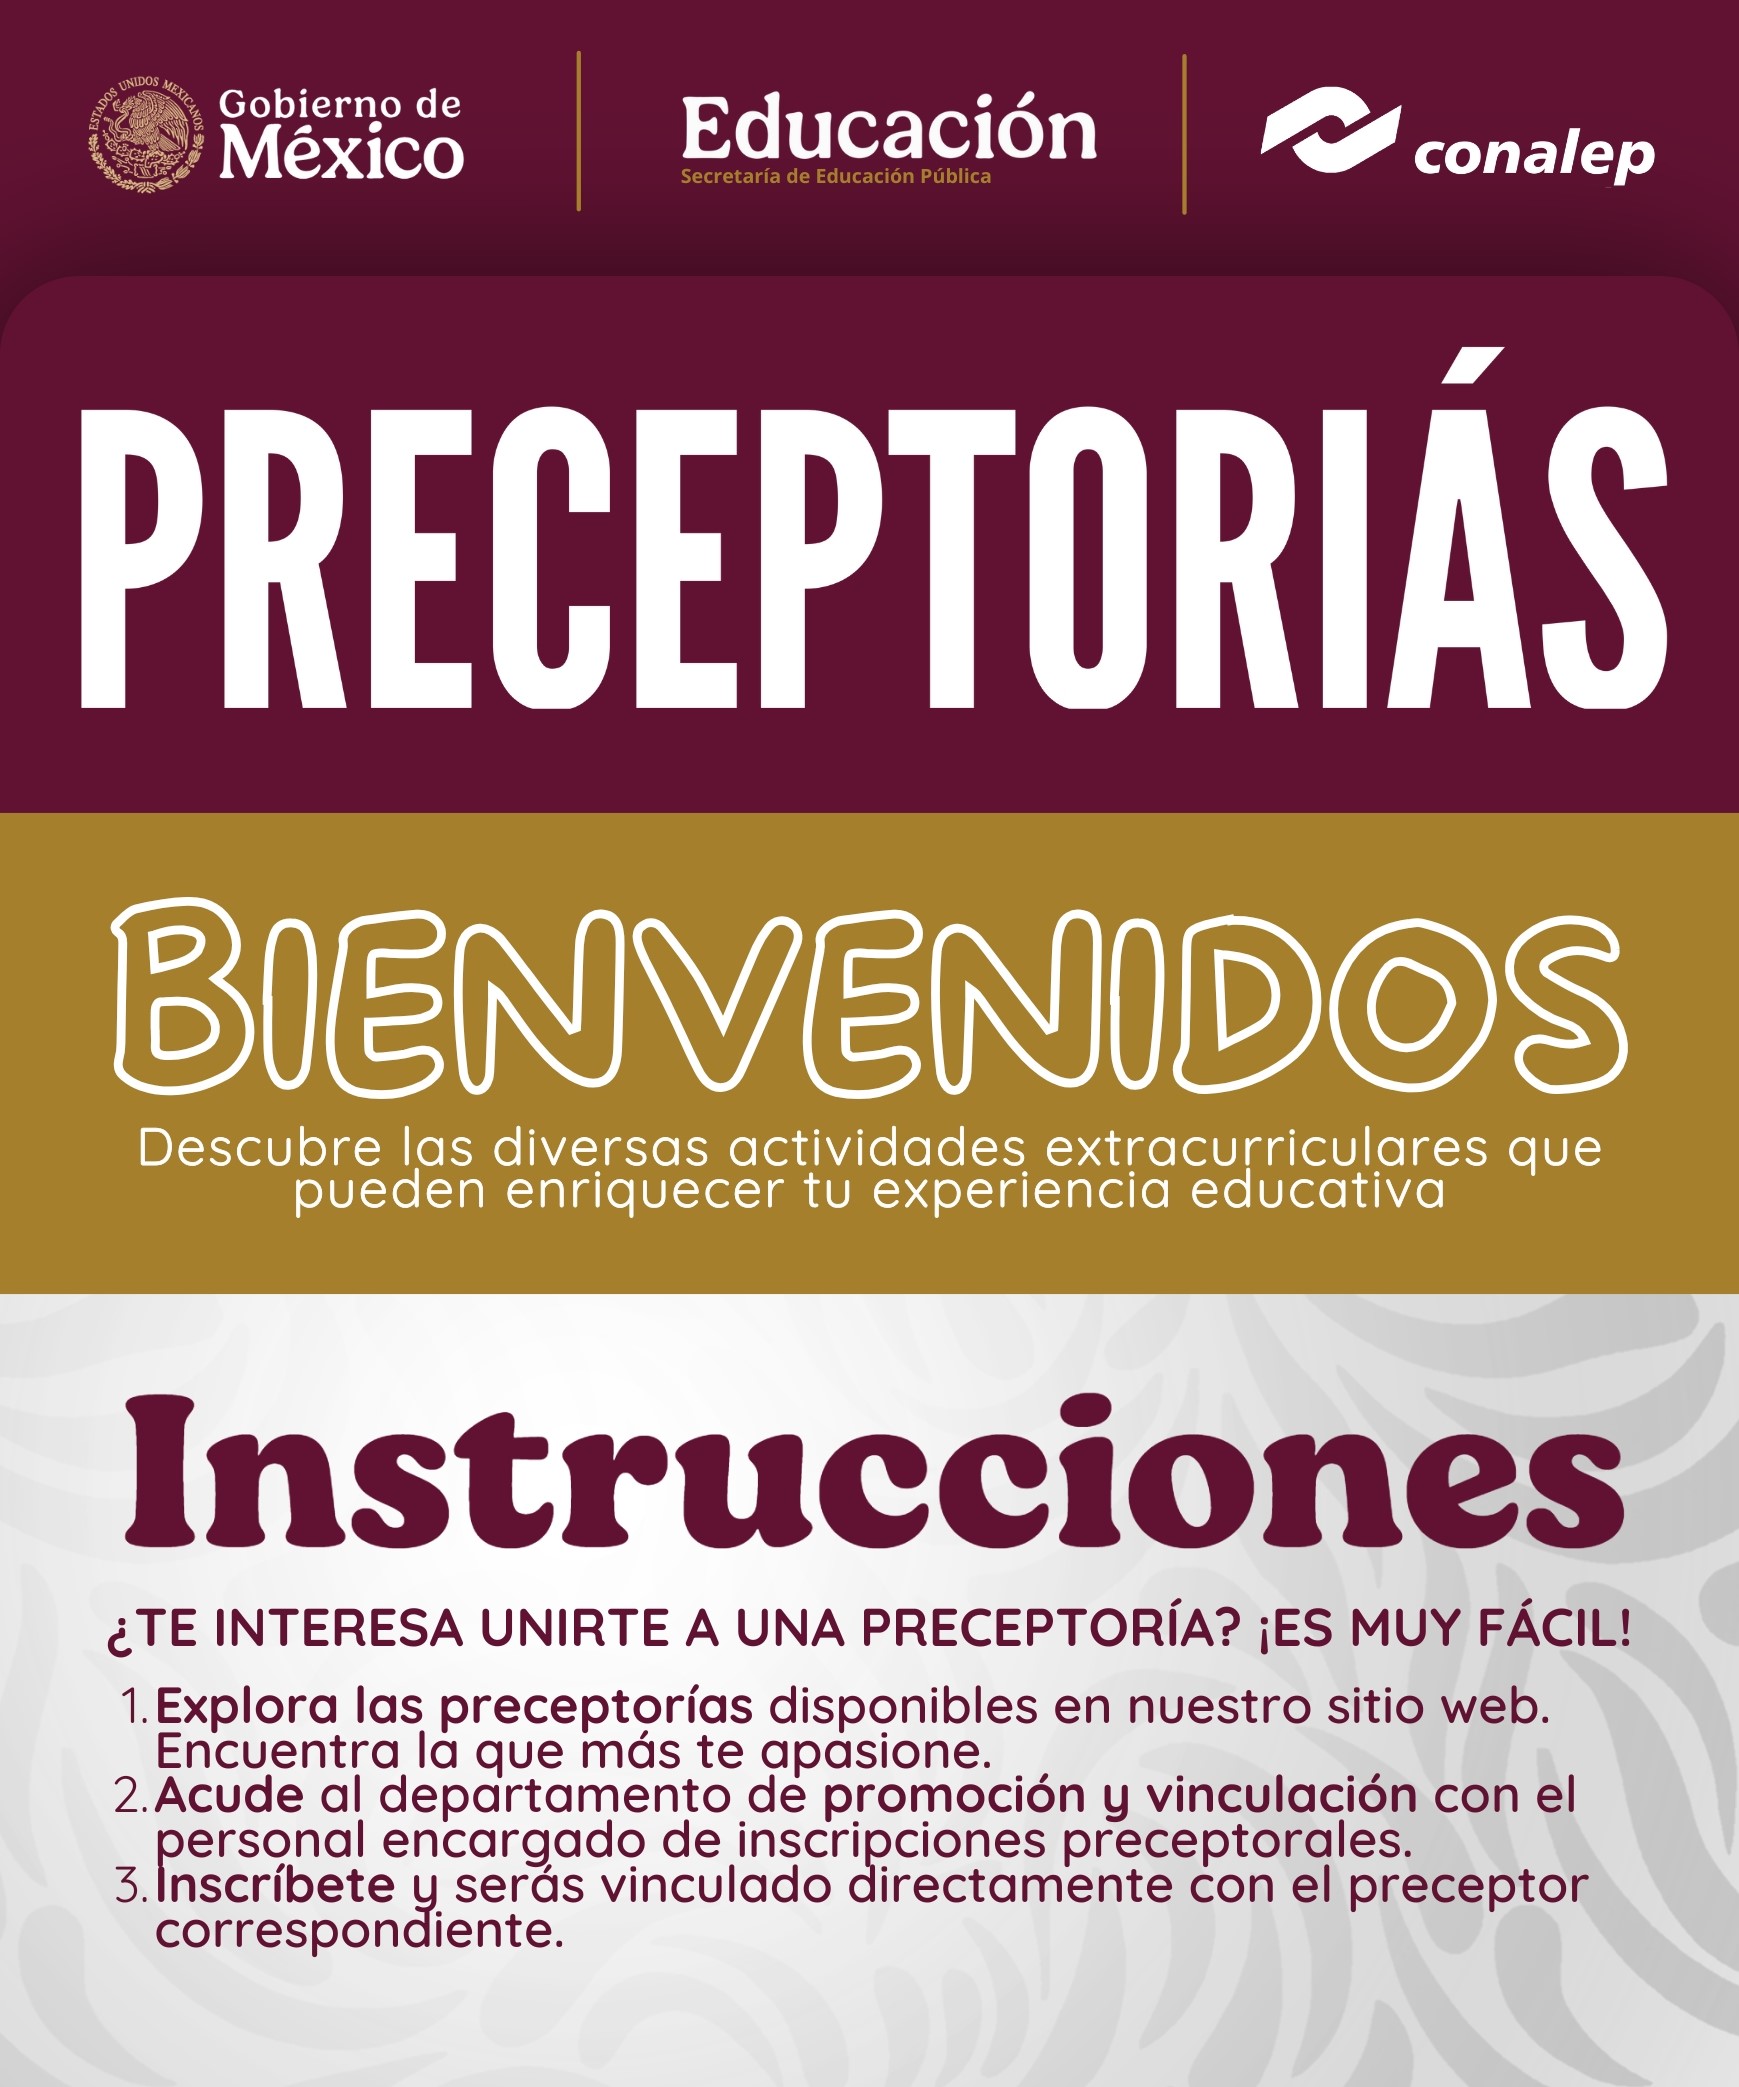 ESTADOS UNIDOS MEXICANOS
Gobierno de
México
Educación
Secretaría de Educación Pública
conalep
PRECEPTORIÁS
BIENVENIDOS
Descubre las diversas actividades extracurriculares que
pueden enriquecer tu experiencia educativa
Instrucciones
¿TE INTERESA UNIRTE A UNA PRECEPTORÍA? ¡ES MUY FÁCIL!
1. Explora las preceptorías disponibles en nuestro sitio web.
Encuentra la que más te apasione.
2. Acude al departamento de promoción y vinculación con el
personal encargado de inscripciones preceptorales.
3. Inscríbete y serás vinculado directamente con el preceptor
correspondiente.